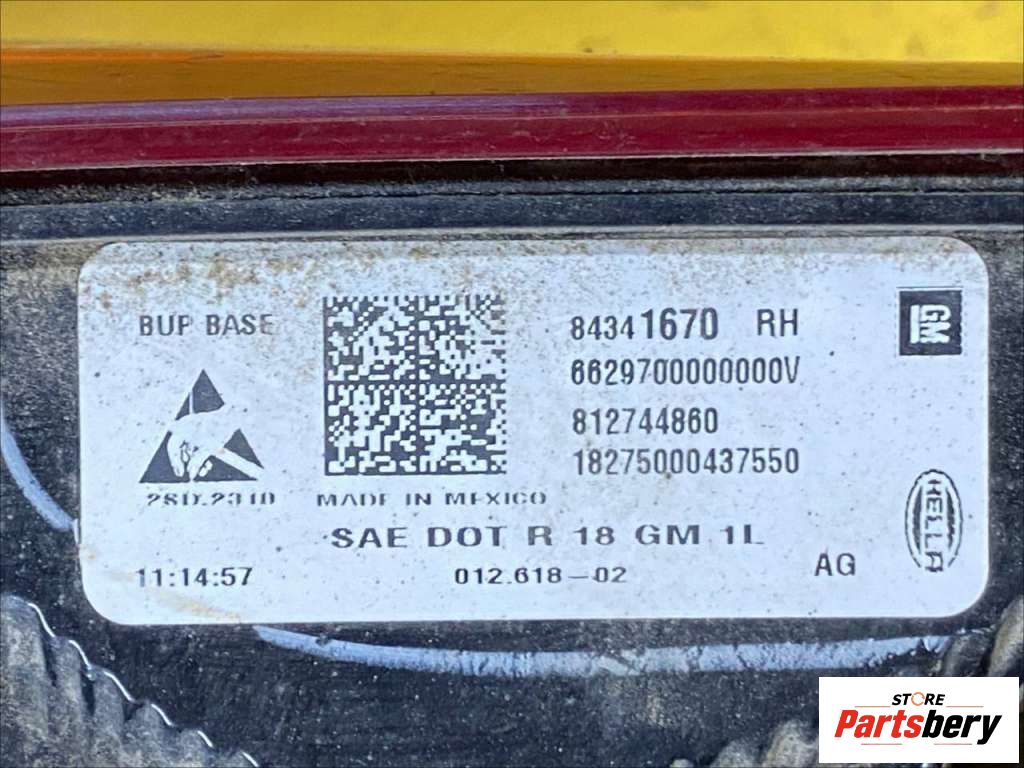 BUP BASE
84341670 RH
GM
6629700000000V
812744860
18275000437550
2SD.2310
MADE IN MEXICO
HELLA
SAE DOT R 18 GM 1L
11:14:57
012.618-02
AG
STORE
Partsbery